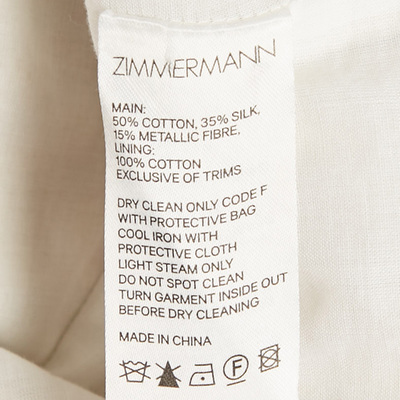 ZIMMERMANN
MAIN:
50% COTTON, 35% SILK,
15% METALLIC FIBRE,
LINING:
100% COTTON
EXCLUSIVE OF TRIMS
DRY CLEAN ONLY CODE F
WITH PROTECTIVE BAG
COOL IRON WITH
PROTECTIVE CLOTH
LIGHT STEAM ONLY
DO NOT SPOT CLEAN
TURN GARMENT INSIDE OUT
BEFORE DRY CLEANING
MADE IN CHINA
F